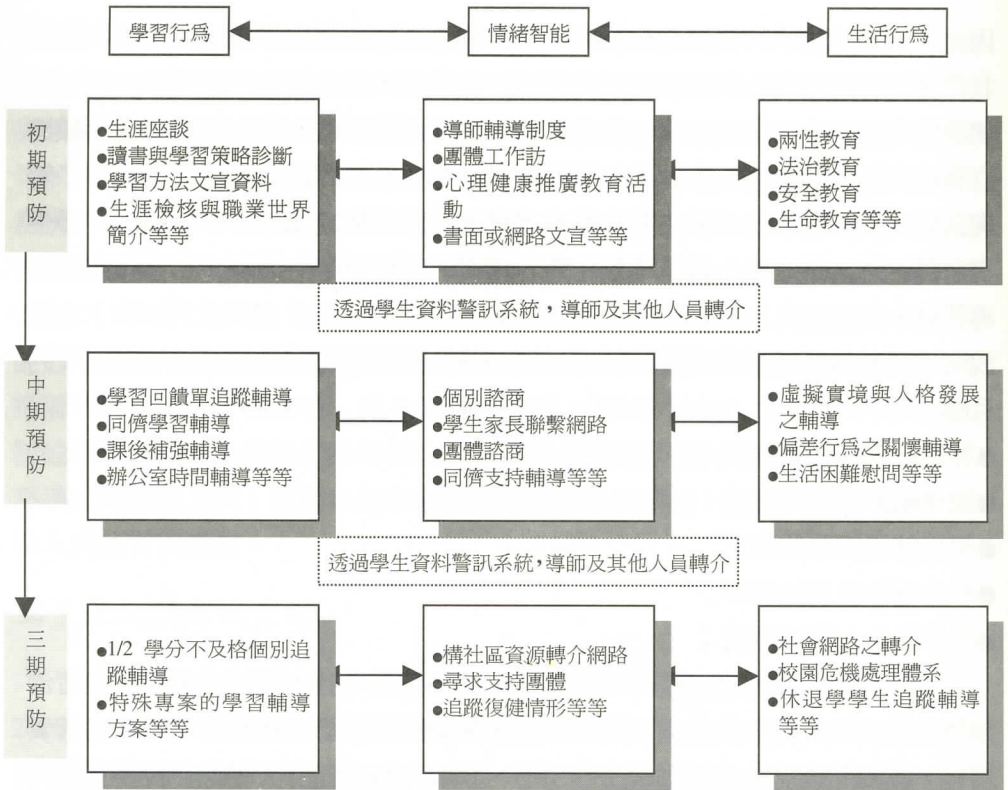 學習行爲
情緒智能
生活行爲
初期預防
●生涯座談
●讀書與學習策略診斷
●學習方法文宣資料
●生涯檢核與職業世界
簡介等等
●導師輔導制度
●團體工作訪
●心理健康推廣教育活
動
●書面或網路文宣等等
●兩性教育
●法治教育
●安全教育
●生命教育等等
透過學生資料警訊系統，導師及其他人員轉介
中期預防
●學習回饋單追蹤輔導
●同儕學習輔導
●課後補強輔導
●辦公室時間輔導等等
●個別諮商
●學生家長聯繫網路
●團體諮商
●同儕支持輔導等等
●虛擬實境與人格發展
之輔導
●偏差行爲之關懷輔導
●生活困難慰問等等
透過學生資料警訊系統，導師及其他人員轉介
三期預防
●1/2 學分不及格個別追
蹤輔導
●特殊專案的學習輔導
方案等等
●構社區資源轉介網路
●尋求支持團體
●追蹤復健情形等等
●社會網路之轉介
●校園危機處理體系
●休退學學生追蹤輔導
等等